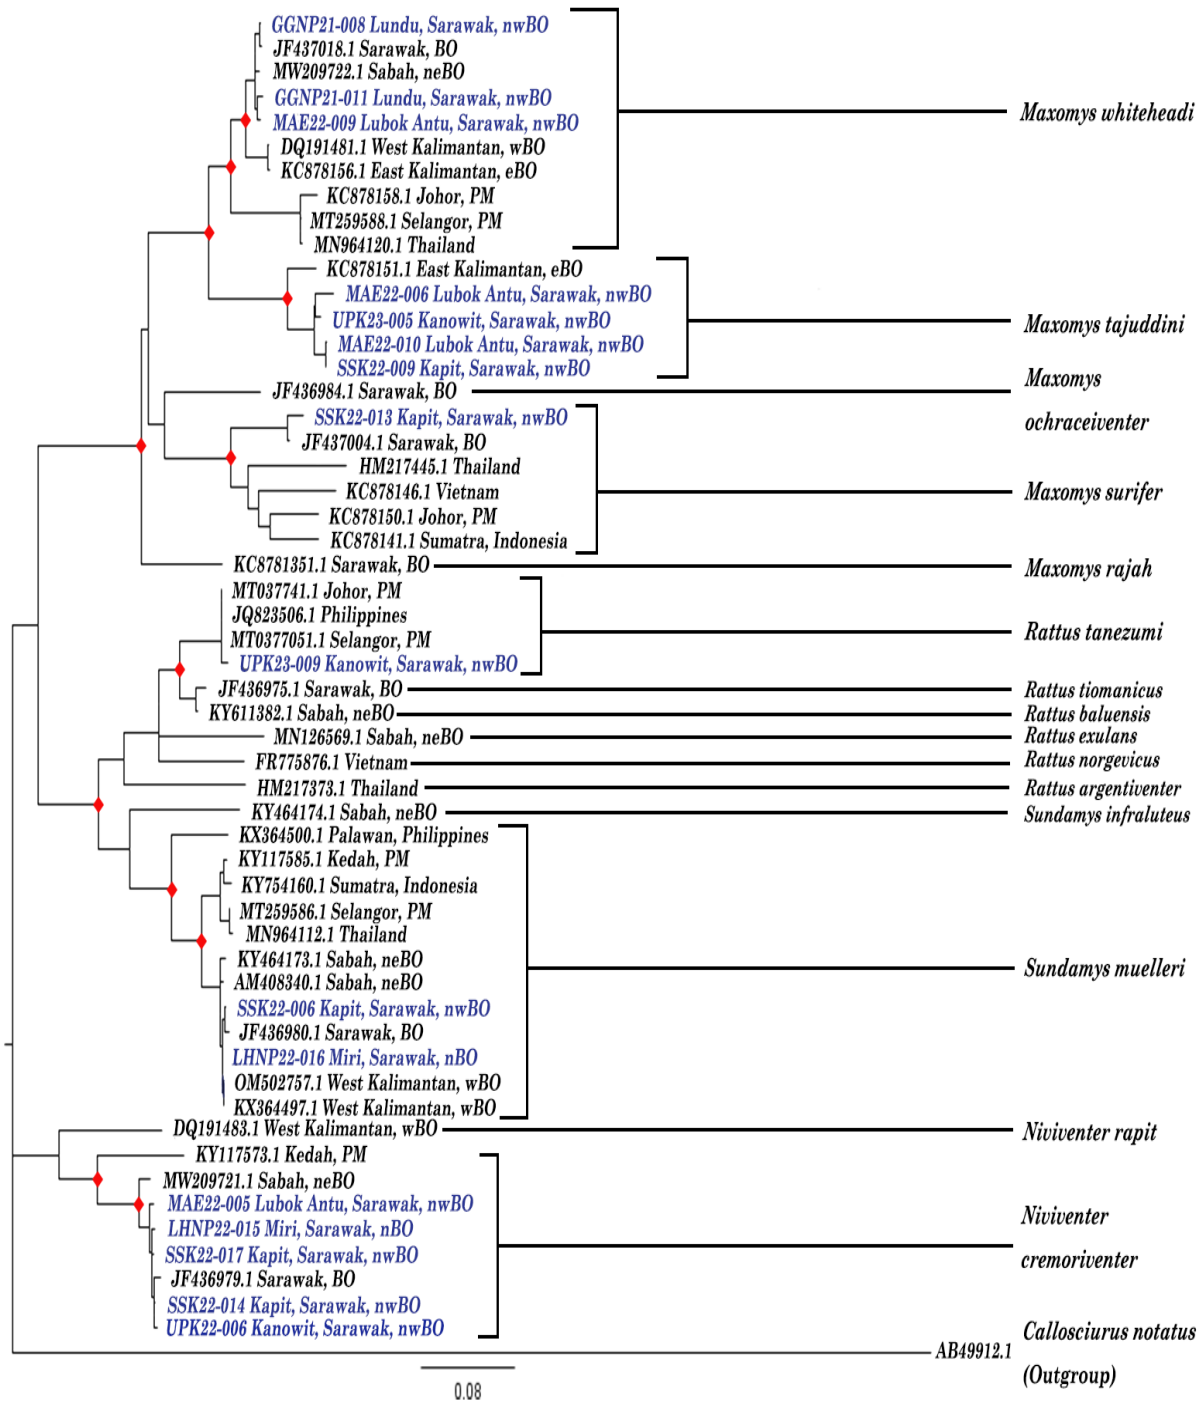 GGNP21-008 Lundu, Sarawak, nwBO
JF437018.1 Sarawak, BO
MW209722.1 Sabah, neBO
GGNP21-011 Lundu, Sarawak, nwBO
MAE22-009 Lubok Antu, Sarawak, nwBO
DQ191481.1 West Kalimantan, wBO
KC878156.1 East Kalimantan, eBO
KC878158.1 Johor, PM
MT259588.1 Selangor, PM
MN964120.1 Thailand
Maxomys whiteheadi
KC878151.1 East Kalimantan, eBO
MAE22-006 Lubok Antu, Sarawak, nwBO
UPK23-005 Kanowit, Sarawak, nwBO
MAE22-010 Lubok Antu, Sarawak, nwBO
SSK22-009 Kapit, Sarawak, nwBO
Maxomys tajuddini
JF436984.1 Sarawak, BO
Maxomys
ochraceiventer
SSK22-013 Kapit, Sarawak, nwBO
JF437004.1 Sarawak, BO
HM217445.1 Thailand
KC878146.1 Vietnam
KC878150.1 Johor, PM
KC878141.1 Sumatra, Indonesia
Maxomys surifer
KC8781351.1 Sarawak, BO
Maxomys rajah
MT037741.1 Johor, PM
JQ823506.1 Philippines
MT0377051.1 Selangor, PM
UPK23-009 Kanowit, Sarawak, nwBO
Rattus tanezumi
JF436975.1 Sarawak, BO
Rattus tiomanicus
KY611382.1 Sabah, neBO
Rattus baluensis
MN126569.1 Sabah, neBO
Rattus exulans
FR775876.1 Vietnam
Rattus norgevicus
HM217373.1 Thailand
Rattus argentiventer
KY464174.1 Sabah, neBO
Sundamys infraluteus
KX364500.1 Palawan, Philippines
KY117585.1 Kedah, PM
KY754160.1 Sumatra, Indonesia
MT259586.1 Selangor, PM
MN964112.1 Thailand
KY464173.1 Sabah, neBO
AM408340.1 Sabah, neBO
SSK22-006 Kapit, Sarawak, nwBO
JF436980.1 Sarawak, BO
LHNP22-016 Miri, Sarawak, nBO
OM502757.1 West Kalimantan, wBO
KX364497.1 West Kalimantan, wBO
Sundamys muelleri
DQ191483.1 West Kalimantan, wBO
Niviventer rapit
KY117573.1 Kedah, PM
MW209721.1 Sabah, neBO
MAE22-005 Lubok Antu, Sarawak, nwBO
LHNP22-015 Miri, Sarawak, nBO
SSK22-017 Kapit, Sarawak, nwBO
JF436979.1 Sarawak, BO
SSK22-014 Kapit, Sarawak, nwBO
UPK22-006 Kanowit, Sarawak, nwBO
Niviventer
cremoriventer
AB49912.1
Callosciurus notatus
(Outgroup)
0.08